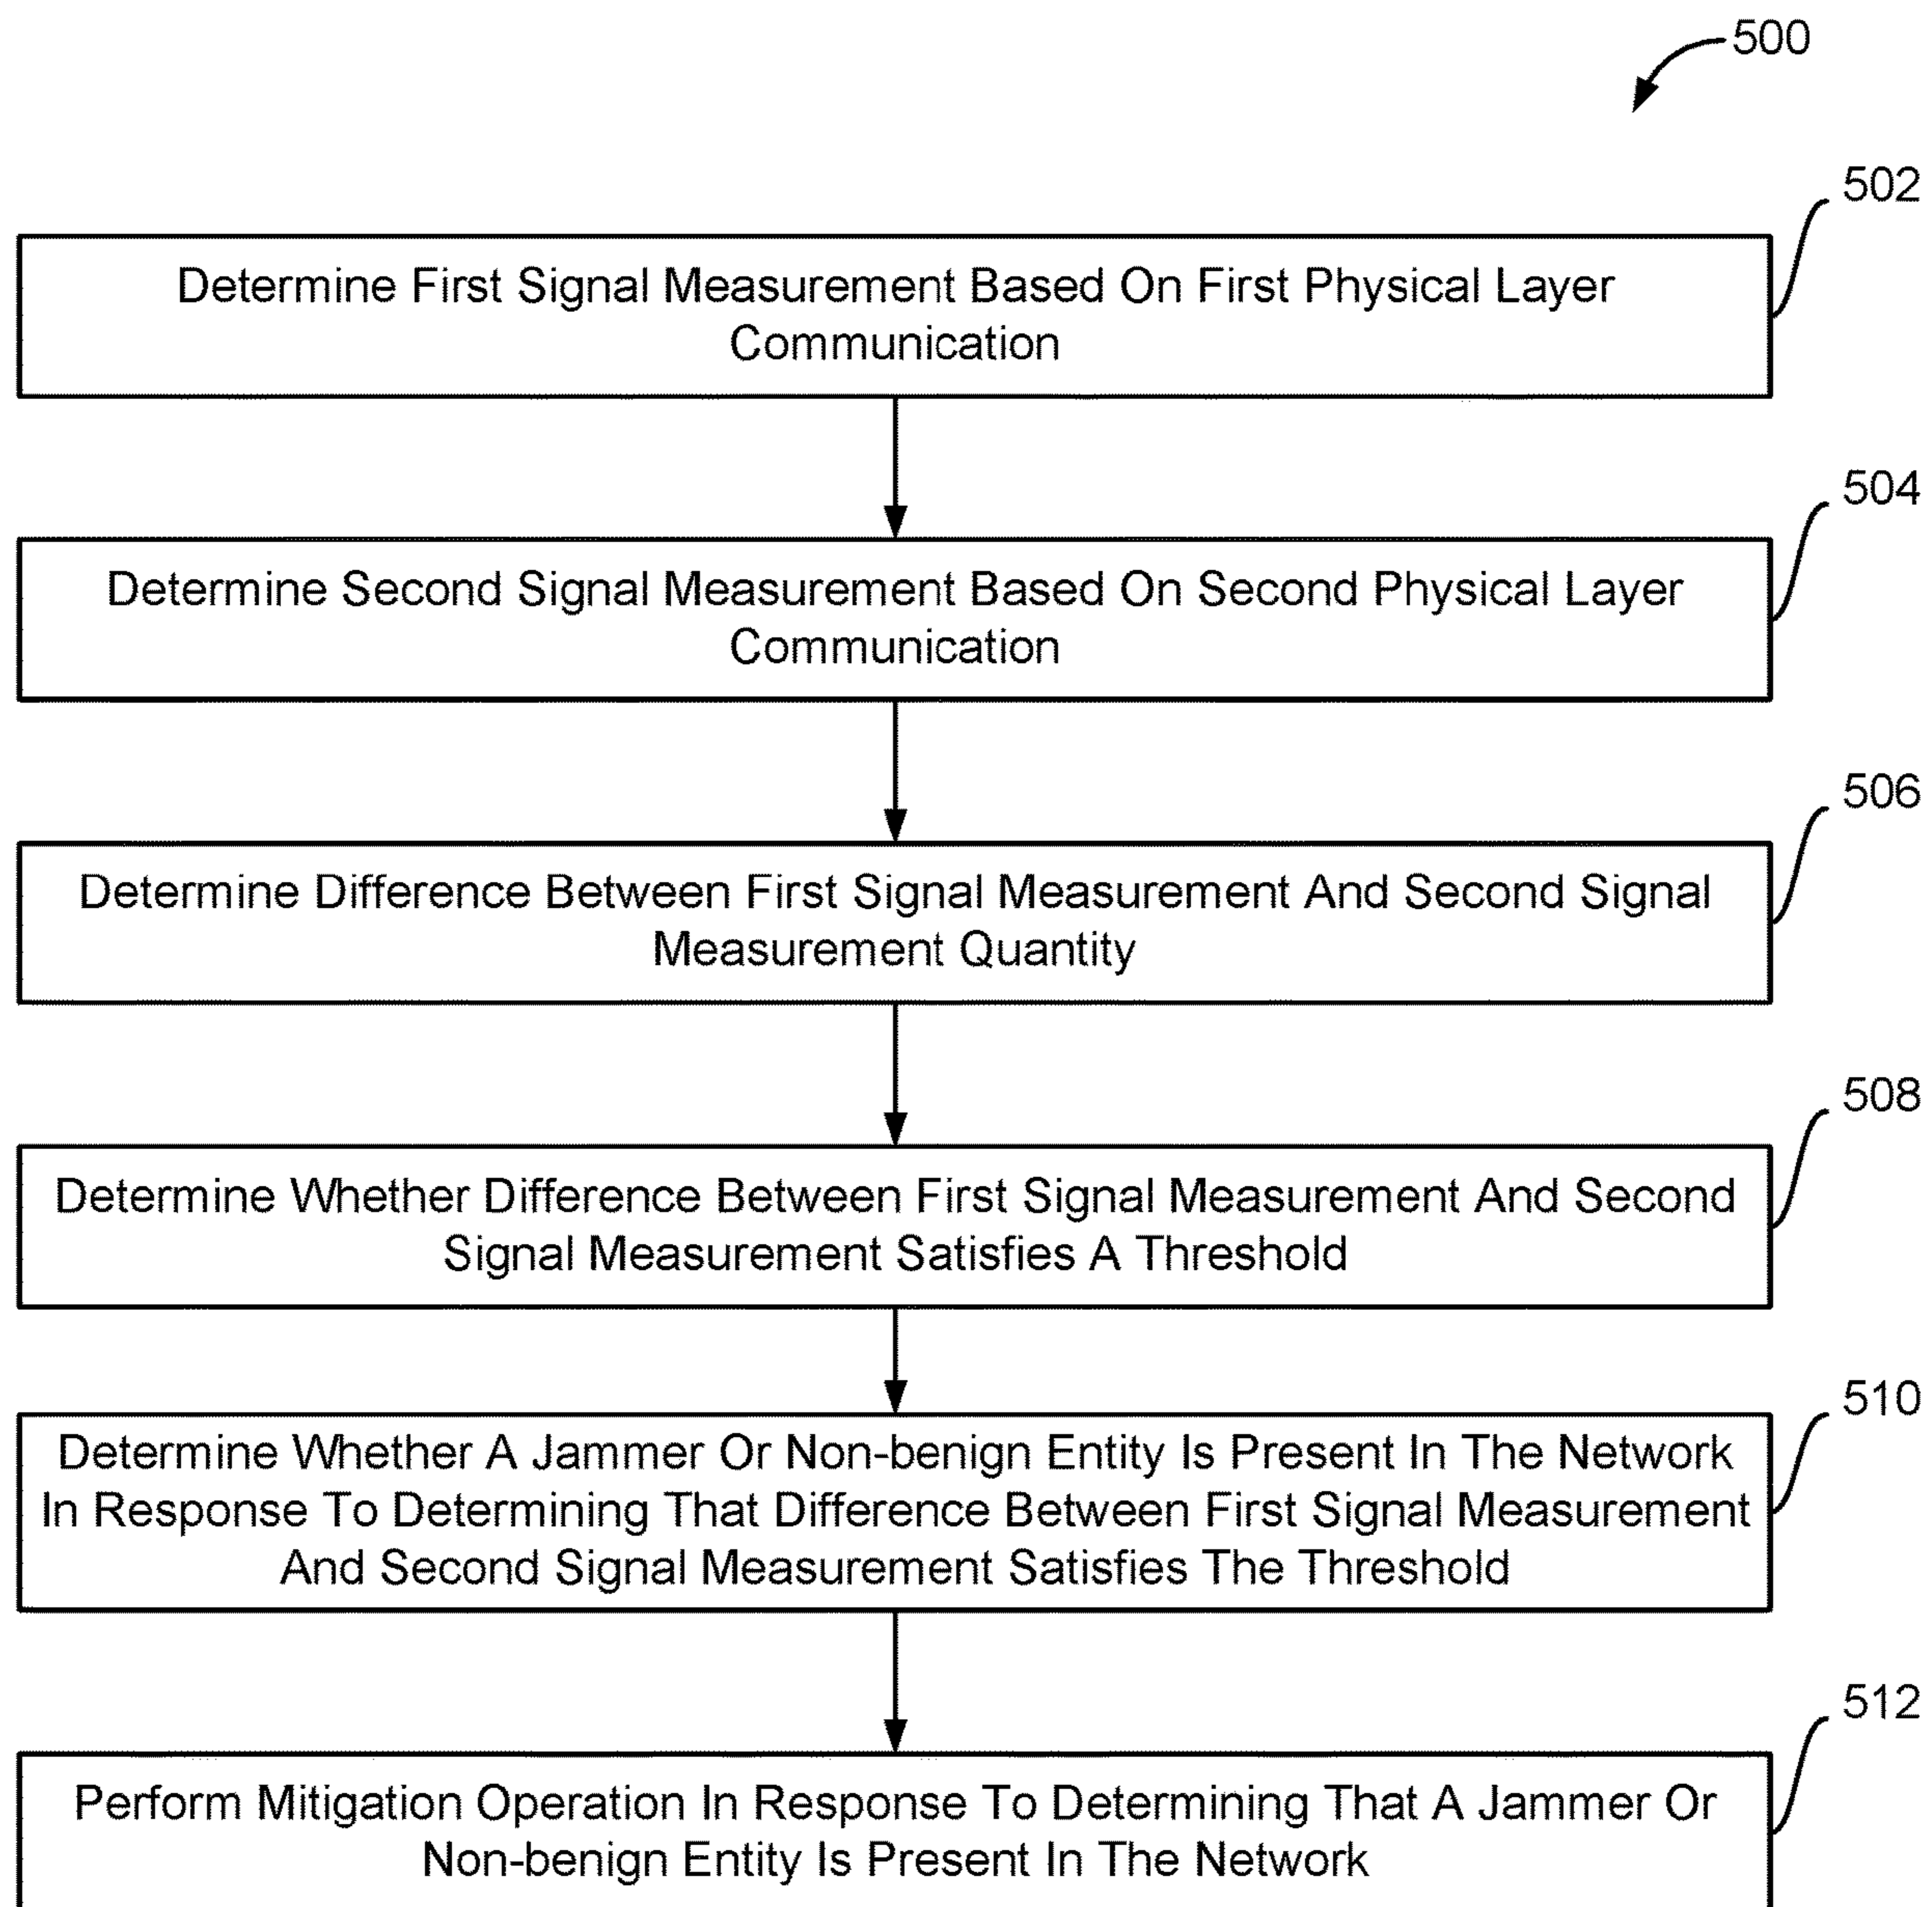 500
502
Determine First Signal Measurement Based On First Physical Layer
Communication
504
Determine Second Signal Measurement Based On Second Physical Layer
Communication
506
Determine Difference Between First Signal Measurement And Second Signal
Measurement Quantity
508
Determine Whether Difference Between First Signal Measurement And Second
Signal Measurement Satisfies A Threshold
510
Determine Whether A Jammer Or Non-benign Entity Is Present In The Network
In Response To Determining That Difference Between First Signal Measurement
And Second Signal Measurement Satisfies The Threshold
512
Perform Mitigation Operation In Response To Determining That A Jammer Or
Non-benign Entity Is Present In The Network